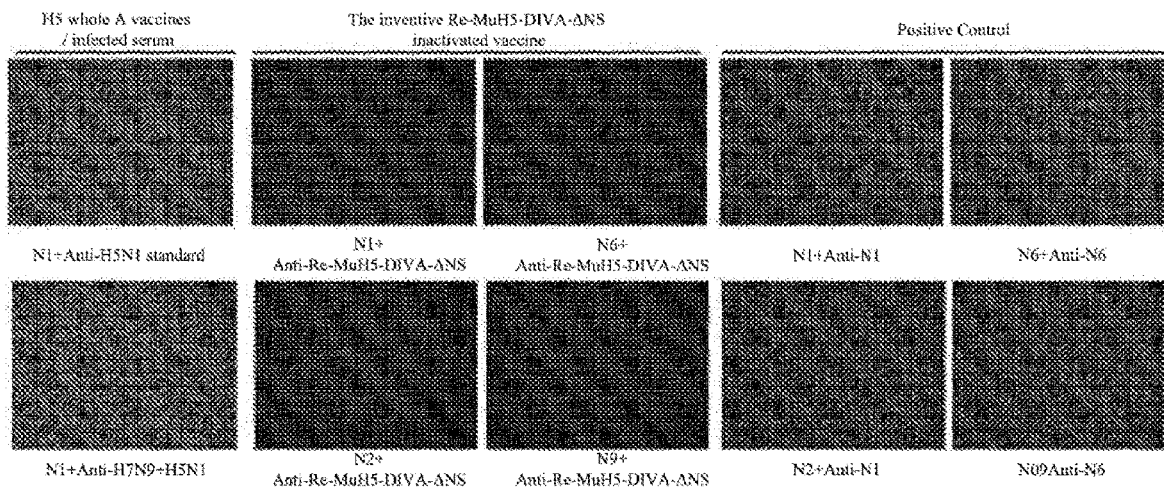 H5 whole A vaccines
/ infected serum
The inventive Re-MuH5-DIVA-ΔNS
inactivated vaccine
Positive Control
N1+Anti-H5N1 standard
N1+
Anti-Re-MuH5-DIVA-ΔNS
N6+
Anti-Re-MuH5-DIVA-ΔNS
N1+Anti-N1
N6+Anti-N6
N1+Anti-H7N9+H5N1
N2+
Anti-Re-MuH5-DIVA-ΔNS
N9+
Anti-Re-MuH5-DIVA-ΔNS
N2+Anti-N1
N09Anti-N6